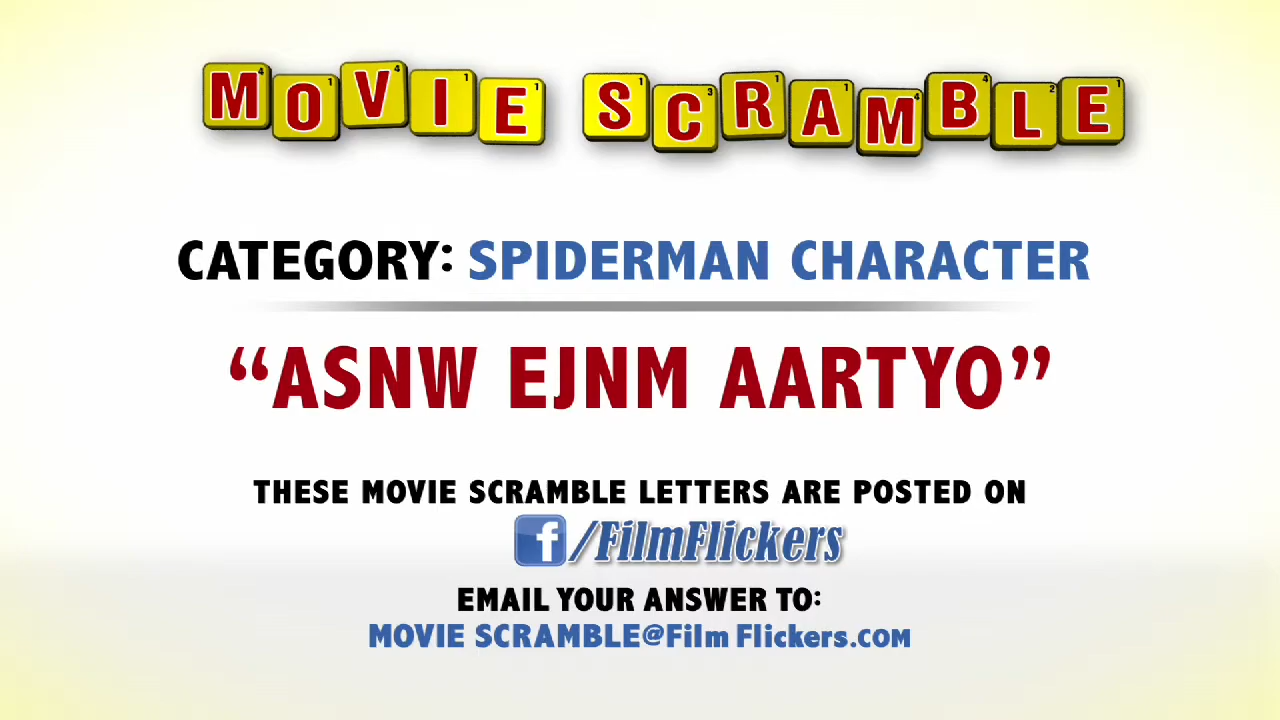 MOVIE SCRAMBLE
CATEGORY: SPIDERMAN CHARACTER
“ASNW EJNM AARTYO”
THESE MOVIE SCRAMBLE LETTERS ARE POSTED ON
f/FilmFlickers
EMAIL YOUR ANSWER TO:
MOVIE SCRAMBLE@Film Flickers.COM